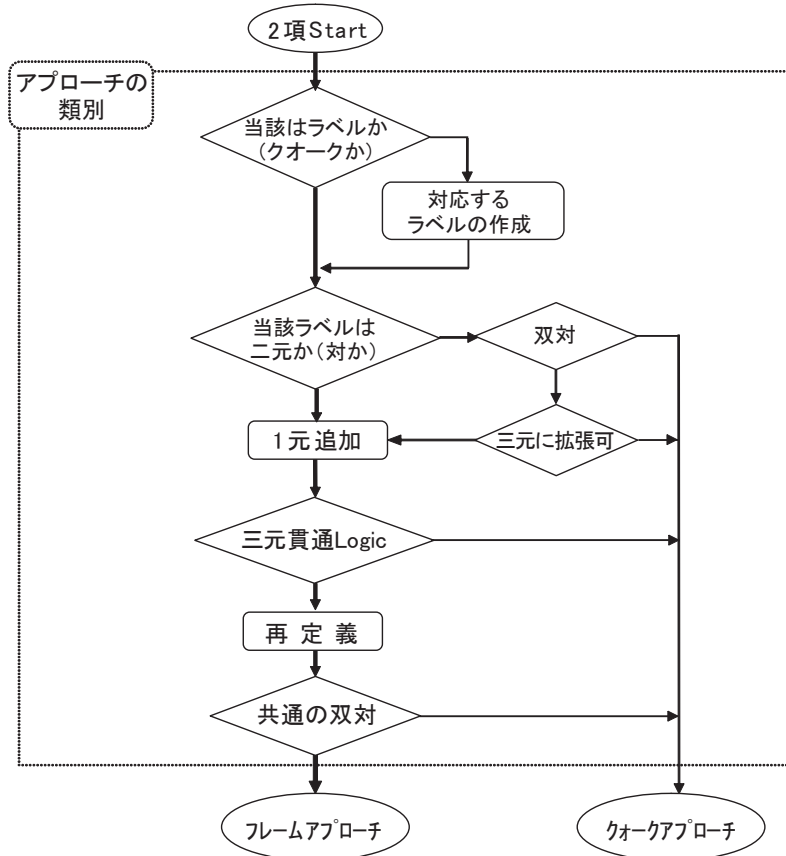 2項Start
アプローチの
類別
当該はラベルか
(クオークか)
対応する
ラベルの作成
当該ラベルは
二元か(対か)
双対
1元追加
三元に拡張可
三元貫通Logic
再定義
共通の双対
フレームアプローチ
クォークアプローチ